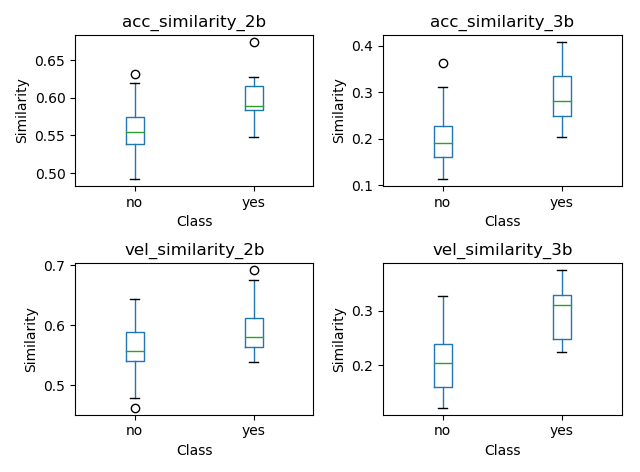 acc_similarity_2b
Similarity
0.65
0.60
0.55
0.50
no yes
Class
acc_similarity_3b
Similarity
0.4
0.3
0.2
0.1
no yes
Class
vel_similarity_2b
Similarity
0.7
0.6
0.5
no yes
Class
vel_similarity_3b
Similarity
0.3
0.2
no yes
Class